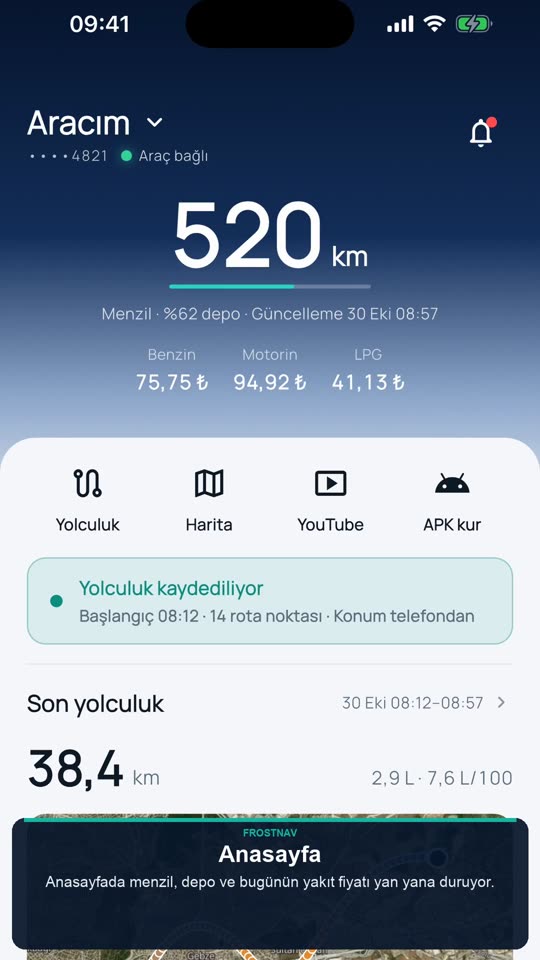 09:41
Aracım
••••4821 Araç bağlı
520 km
Menzil · %62 depo · Güncelleme 30 Eki 08:57
Benzin Motorin LPG
75,75 ₺ 94,92 ₺ 41,13 ₺
Yolculuk Harita YouTube APK kur
Yolculuk kaydediliyor
Başlangıç 08:12 · 14 rota noktası · Konum telefondan
Son yolculuk 30 Eki 08:12–08:57
38,4 km 2,9 L · 7,6 L/100
FROSTNAV
Anasayfa
Anasayfada menzil, depo ve bugünün yakıt fiyatı yan yana duruyor.
Gebze